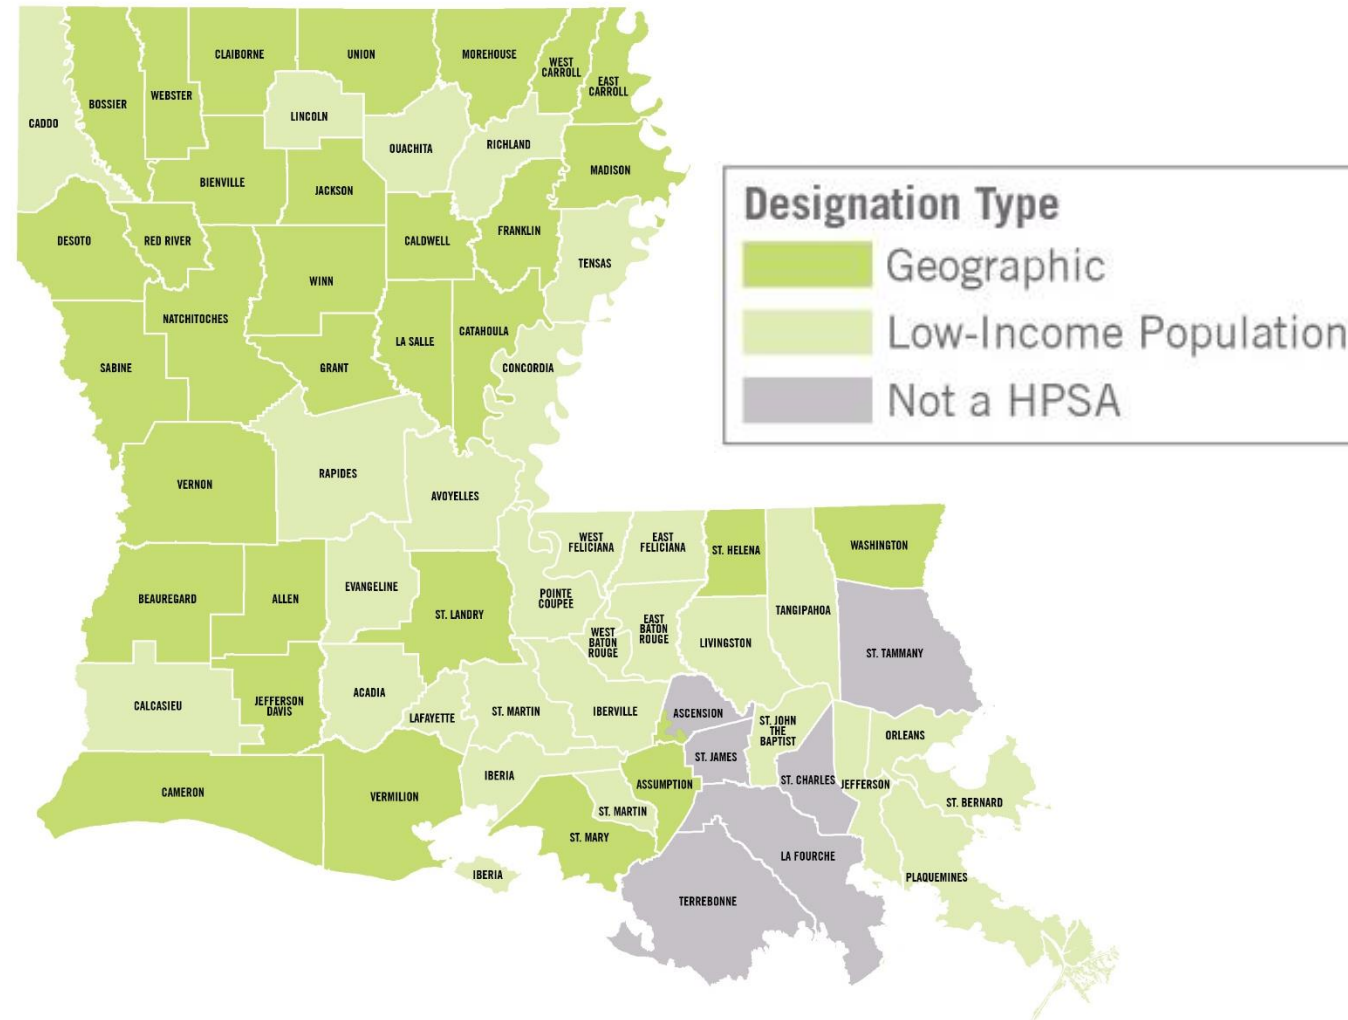 CLAIBORNE
UNION
MOREHOUSE
WEST
CARROLL
EAST
CARROLL
WEBSTER
BOSSIER
CADDO
LINCOLN
OUACHITA
RICHLAND
MADISON
BIENVILLE
JACKSON
DESOTO
RED RIVER
CALDWELL
FRANKLIN
TENSAS
WINN
NATCHITOCHES
LA SALLE
CATAHOULA
SABINE
GRANT
CONCORDIA
VERNON
RAPIDES
AVOYELLES
WEST
FELICIANA
EAST
FELICIANA
ST. HELENA
WASHINGTON
BEAUREGARD
ALLEN
EVANGELINE
ST. LANDRY
POINTE
COUPEE
WEST
BATON
ROUGE
EAST
BATON
ROUGE
LIVINGSTON
TANGIPAHOA
ST. TAMMANY
CALCASIEU
JEFFERSON
DAVIS
ACADIA
LAFAYETTE
ST. MARTIN
IBERVILLE
ASCENSION
ST. JOHN
THE
BAPTIST
ORLEANS
ST. JAMES
ST. CHARLES
JEFFERSON
ST. BERNARD
CAMERON
VERMILION
IBERIA
ASSUMPTION
ST. MARTIN
ST. MARY
LA FOURCHE
IBERIA
PLAQUEMINES
TERREBONNE
Designation Type
Geographic
Low-Income Population
Not a HPSA